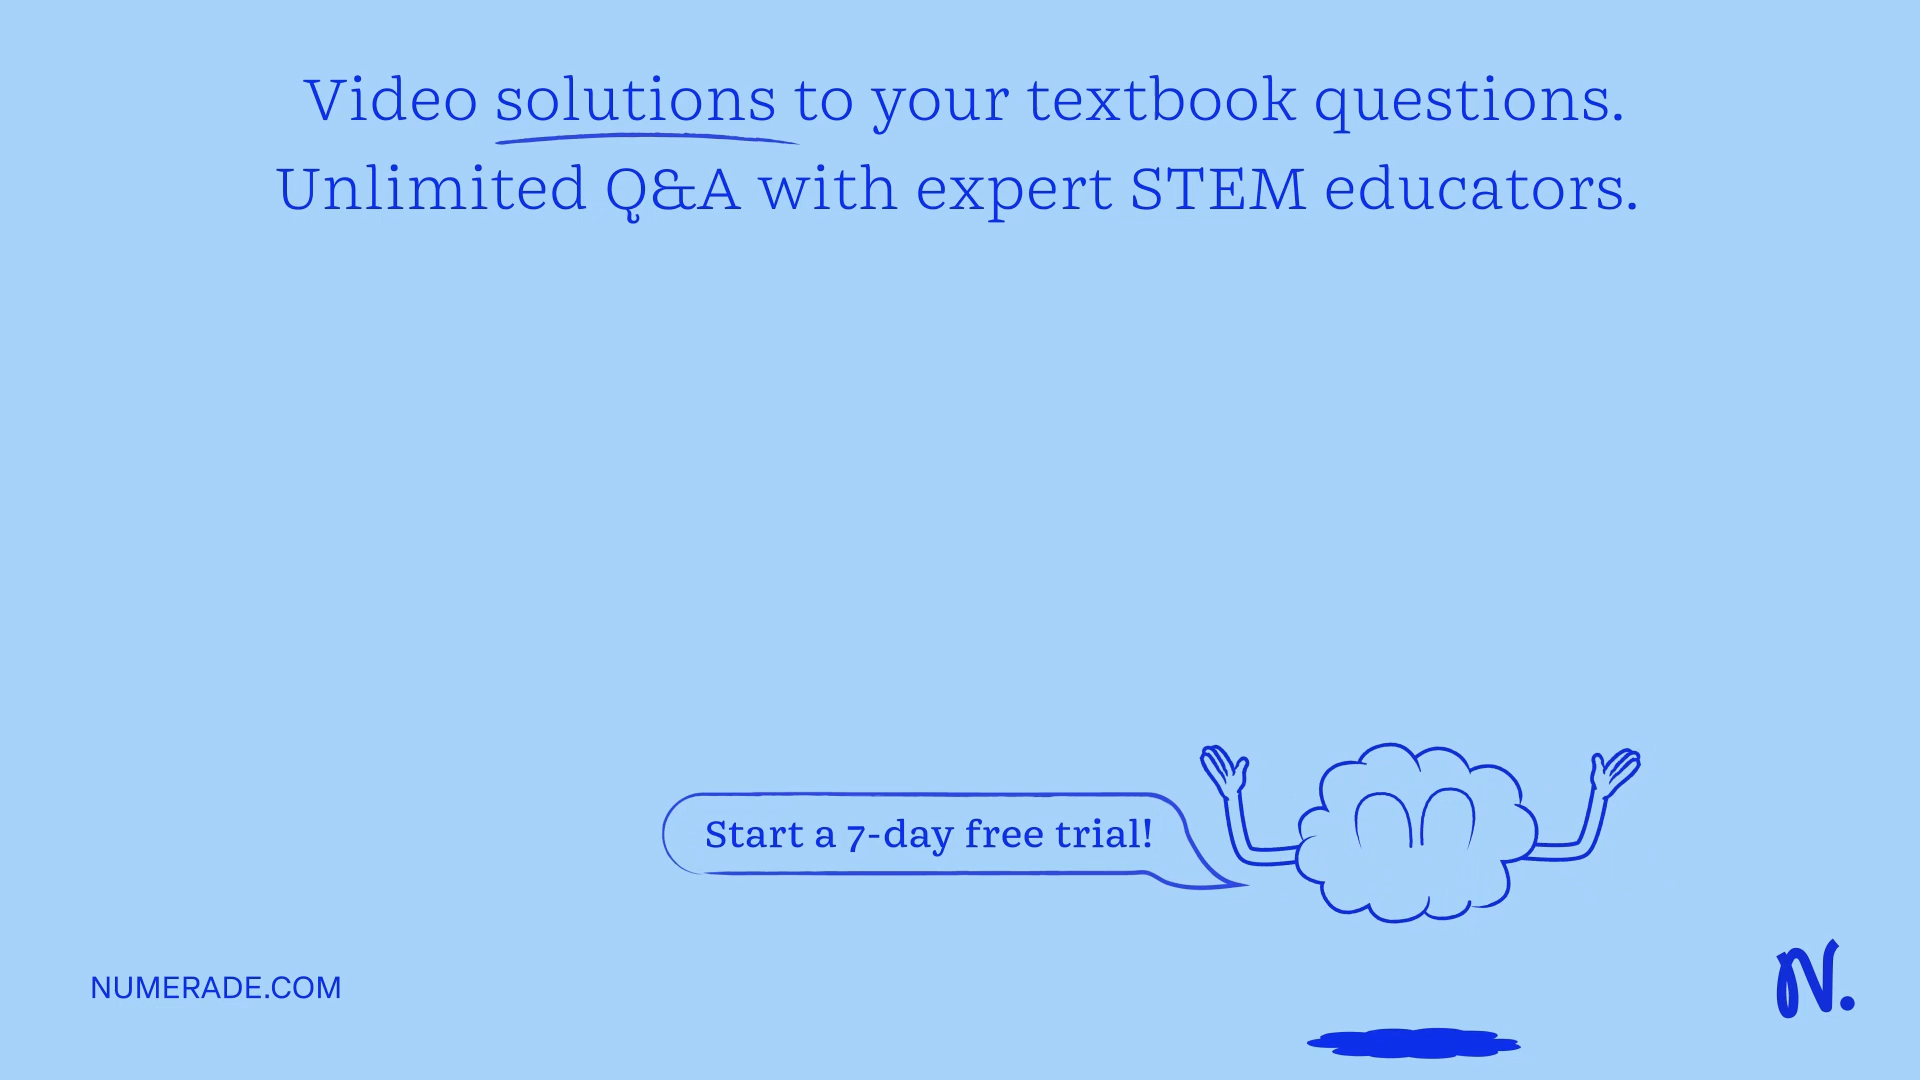 Video solutions to your textbook questions.
Unlimited Q&A with expert STEM educators.
Start a 7-day free trial!
NUMERADE.COM
N.